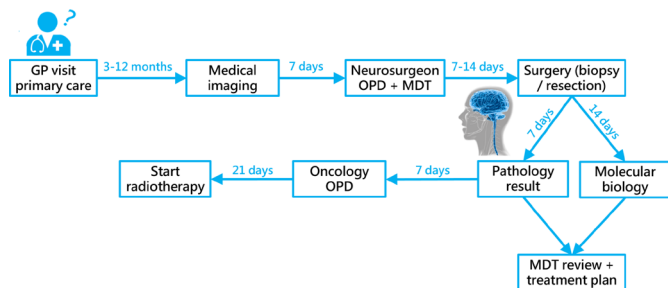 ?
GP visit
primary care
3-12 months
Medical
imaging
7 days
Neurosurgeon
OPD + MDT
7-14 days
Surgery (biopsy
/ resection)
7 days
14 days
Start
radiotherapy
21 days
Oncology
OPD
7 days
Pathology
result
Molecular
biology
MDT review +
treatment plan